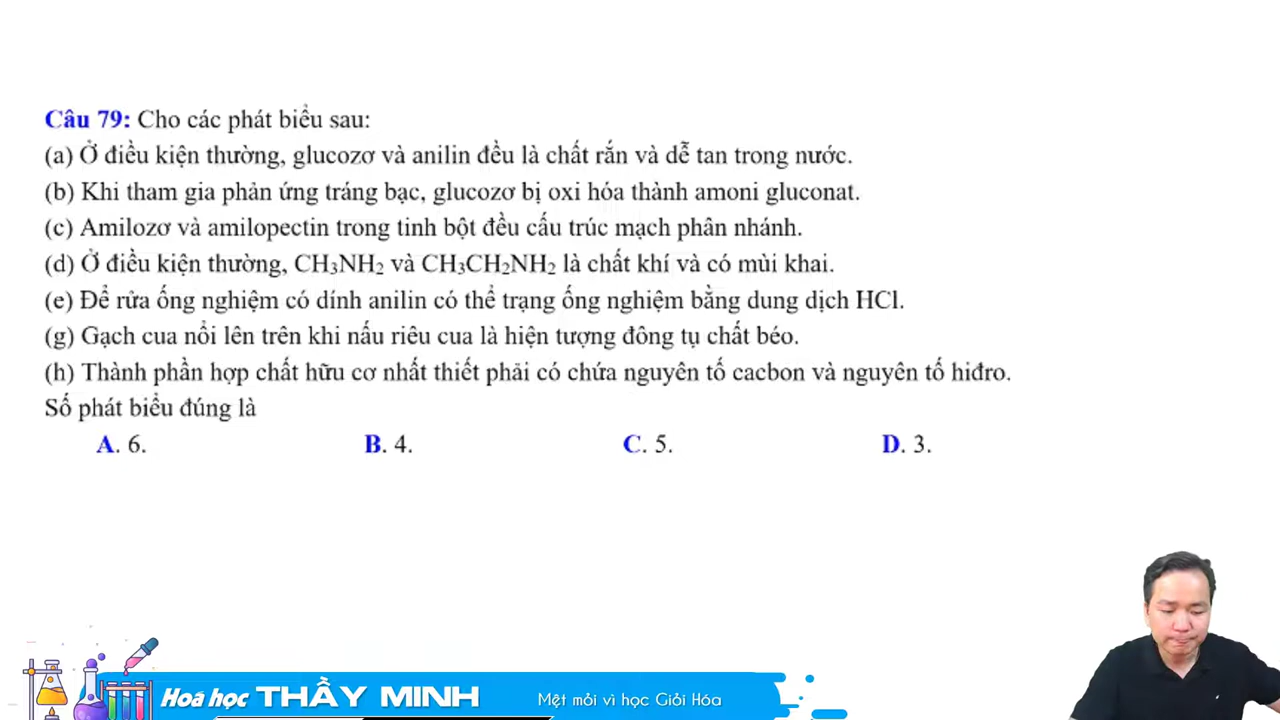 Câu 79: Cho các phát biểu sau:
(a) Ở điều kiện thường, glucozơ và anilin đều là chất rắn và dễ tan trong nước.
(b) Khi tham gia phản ứng tráng bạc, glucozơ bị oxi hóa thành amoni gluconat.
(c) Amilozơ và amilopectin trong tinh bột đều cấu trúc mạch phân nhánh.
(d) Ở điều kiện thường, CH₃NH₂ và CH₃CH₂NH₂ là chất khí và có mùi khai.
(e) Để rửa ống nghiệm có dính anilin có thể trạng ống nghiệm bằng dung dịch HCl.
(g) Gạch cua nổi lên trên khi nấu riêu cua là hiện tượng đông tụ chất béo.
(h) Thành phần hợp chất hữu cơ nhất thiết phải có chứa nguyên tố cacbon và nguyên tố hiđro.
Số phát biểu đúng là
A. 6. B. 4. C. 5. D. 3.
Hoá học THẦY MINH Mệt mỏi vì học Giỏi Hóa